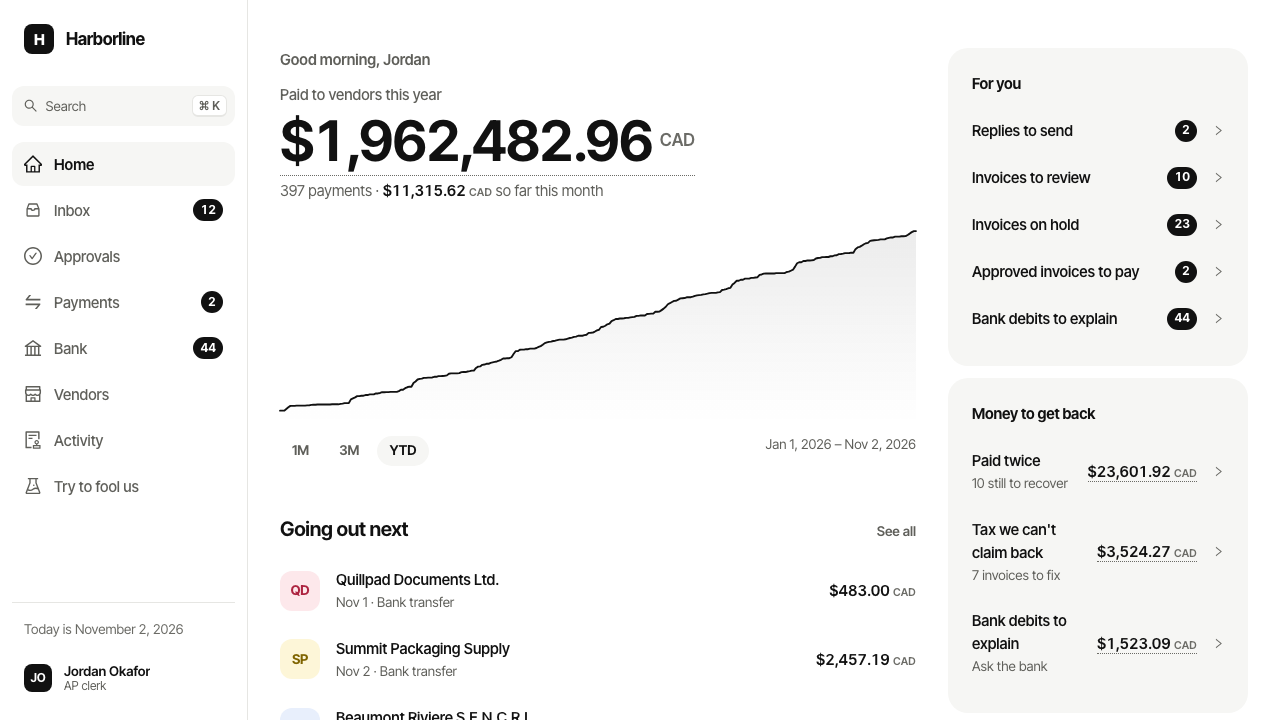 H
Harborline
Search
⌘ K
Home
Inbox 12
Approvals
Payments 2
Bank 44
Vendors
Activity
Try to fool us
Today is November 2, 2026
JO
Jordan Okafor
AP clerk
Good morning, Jordan
Paid to vendors this year
$1,962,482.96 CAD
397 payments · $11,315.62 CAD so far this month
1M 3M YTD
Jan 1, 2026 – Nov 2, 2026
Going out next
See all
QD
Quillpad Documents Ltd.
Nov 1 · Bank transfer
$483.00 CAD
SP
Summit Packaging Supply
Nov 2 · Bank transfer
$2,457.19 CAD
Beaumont Riviere S.E.N.C.R.L.
For you
Replies to send 2
Invoices to review 10
Invoices on hold 23
Approved invoices to pay 2
Bank debits to explain 44
Money to get back
Paid twice
10 still to recover
$23,601.92 CAD
Tax we can't
claim back
7 invoices to fix
$3,524.27 CAD
Bank debits to
explain
Ask the bank
$1,523.09 CAD